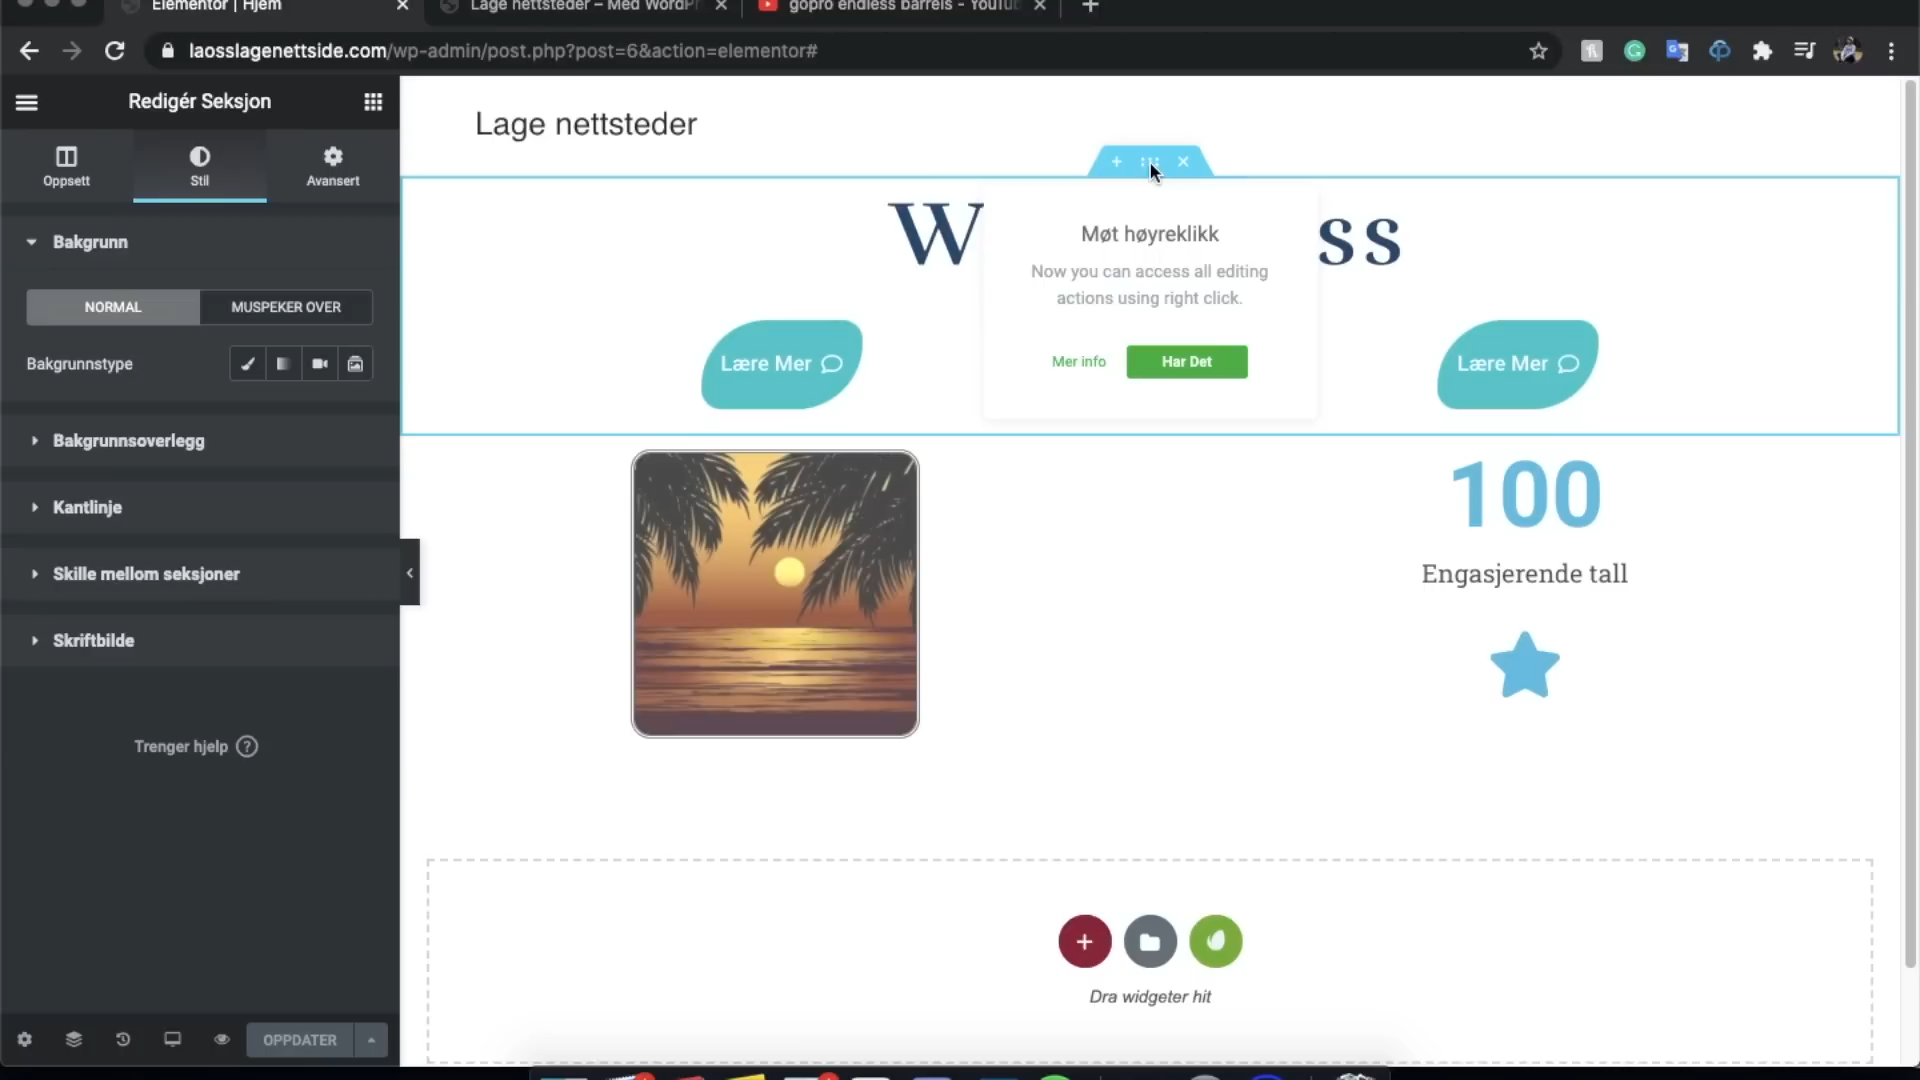 Elementor | Hjem
Lage nettsteder – Med WordPr
gopro endless barrels - YouTu
laosslagenettside.com/wp-admin/post.php?post=6&action=elementor#
Redigér Seksjon
Oppsett
Stil
Avansert
Bakgrunn
NORMAL
MUSPEKER OVER
Bakgrunnstype
Bakgrunnsoverlegg
Kantlinje
Skille mellom seksjoner
Skriftbilde
Trenger hjelp ?
OPPDATER
Lage nettsteder
W
ss
Møt høyreklikk
Now you can access all editing
actions using right click.
Mer info
Har Det
Lære Mer
Lære Mer
100
Engasjerende tall
Dra widgeter hit